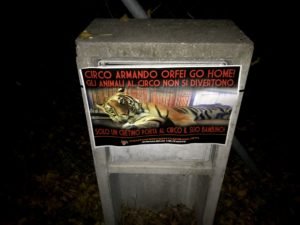 CIRCO ARMANDO ORFEI GO HOME!
GLI ANIMALI AL CIRCO NON SI DIVERTONO
SOLO UN CRETINO PORTA AL CIRCO IL SUO BAMBINO